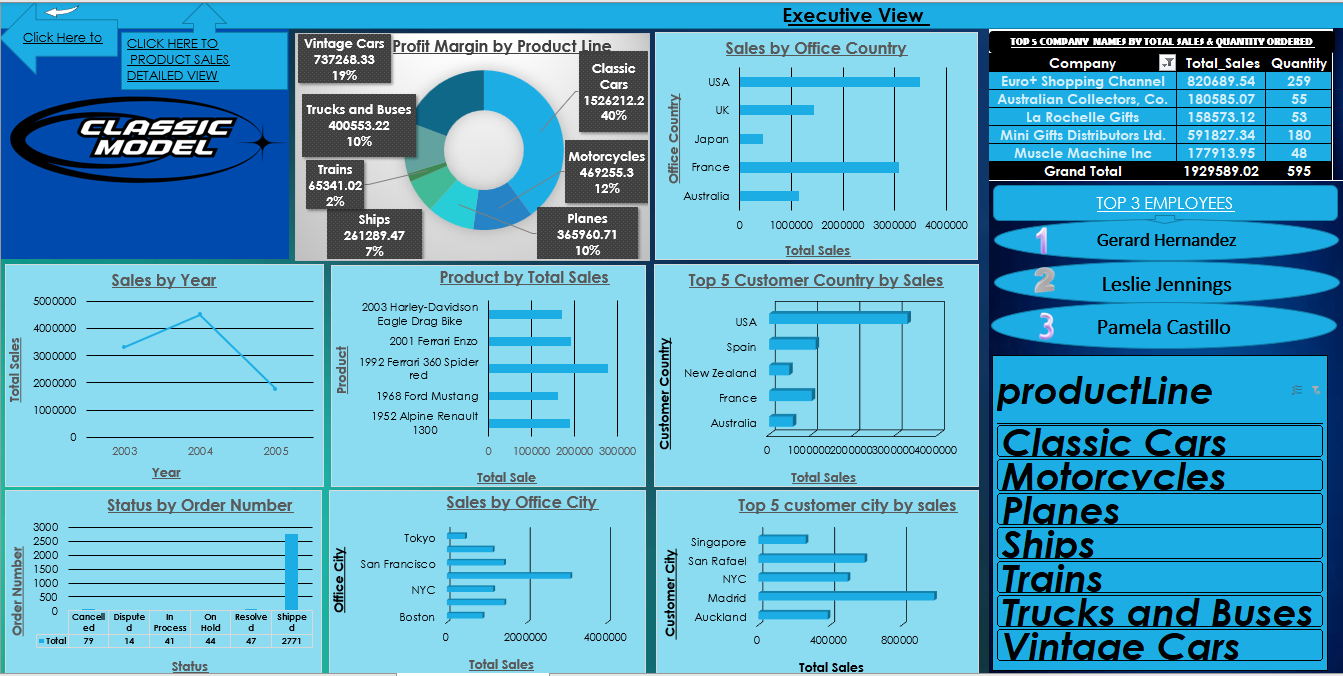 Executive View
Click Here to
CLICK HERE TO
PRODUCT SALES
DETAILED VIEW
CLASSIC
MODEL
Profit Margin by Product Line
Vintage Cars
737268.33
19%
Classic
Cars
1526212.2
40%
Trucks and Buses
400553.22
10%
Motorcycles
469255.3
12%
Trains
65341.02
2%
Ships
261289.47
7%
Planes
365960.71
10%
Sales by Office Country
Office Country
USA
UK
Japan
France
Australia
0 1000000 2000000 3000000 4000000
Total Sales
TOP 5 COMPANY NAMES BY TOTAL SALES & QUANTITY ORDERED
Company Total_Sales Quantity
Euro+ Shopping Channel 820689.54 259
Australian Collectors, Co. 180585.07 55
La Rochelle Gifts 158573.12 53
Mini Gifts Distributors Ltd. 591827.34 180
Muscle Machine Inc 177913.95 48
Grand Total 1929589.02 595
TOP 3 EMPLOYEES
1 Gerard Hernandez
2 Leslie Jennings
3 Pamela Castillo
Sales by Year
Total Sales
5000000
4000000
3000000
2000000
1000000
0
2003 2004 2005
Year
Product by Total Sales
Product
2003 Harley-Davidson
Eagle Drag Bike
2001 Ferrari Enzo
1992 Ferrari 360 Spider
red
1968 Ford Mustang
1952 Alpine Renault
1300
0 100000 200000 300000
Total Sale
Top 5 Customer Country by Sales
Customer Country
USA
Spain
New Zealand
France
Australia
0 1000000 2000000 3000000 4000000
Total Sales
productLine
Classic Cars
Motorcycles
Planes
Ships
Trains
Trucks and Buses
Vintage Cars
Status by Order Number
Order Number
3000
2500
2000
1500
1000
500
0
Cancell
ed
Dispute
d
In
Process
On
Hold
Resolve
d
Shippe
d
Total 79 14 41 44 47 2771
Status
Sales by Office City
Office City
Tokyo
San Francisco
NYC
Boston
0 2000000 4000000
Total Sales
Top 5 customer city by sales
Customer City
Singapore
San Rafael
NYC
Madrid
Auckland
0 400000 800000
Total Sales